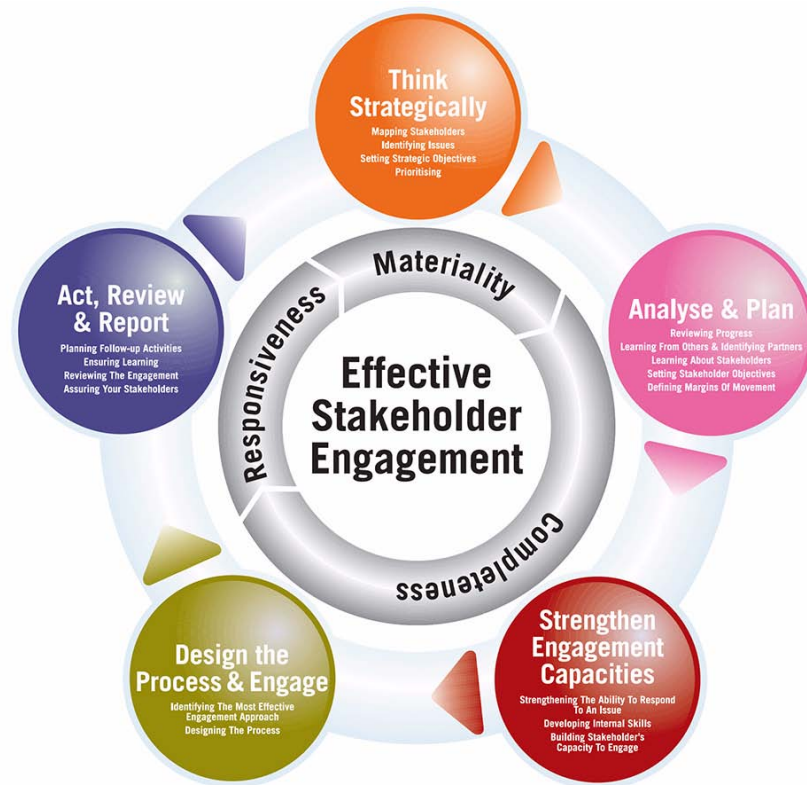 Think
Strategically
Mapping Stakeholders
Identifying Issues
Setting Strategic Objectives
Prioritising
Analyse & Plan
Reviewing Progress
Learning From Others & Identifying Partners
Learning About Stakeholders
Setting Stakeholder Objectives
Defining Margins Of Movement
Strengthen
Engagement
Capacities
Strengthening The Ability To Respond
To An Issue
Developing Internal Skills
Building Stakeholder's
Capacity To Engage
Design the
Process & Engage
Identifying The Most Effective
Engagement Approach
Designing The Process
Act, Review
& Report
Planning Follow-up Activities
Ensuring Learning
Reviewing The Engagement
Assuring Your Stakeholders
Materiality
Completeness
Responsiveness
Effective
Stakeholder
Engagement